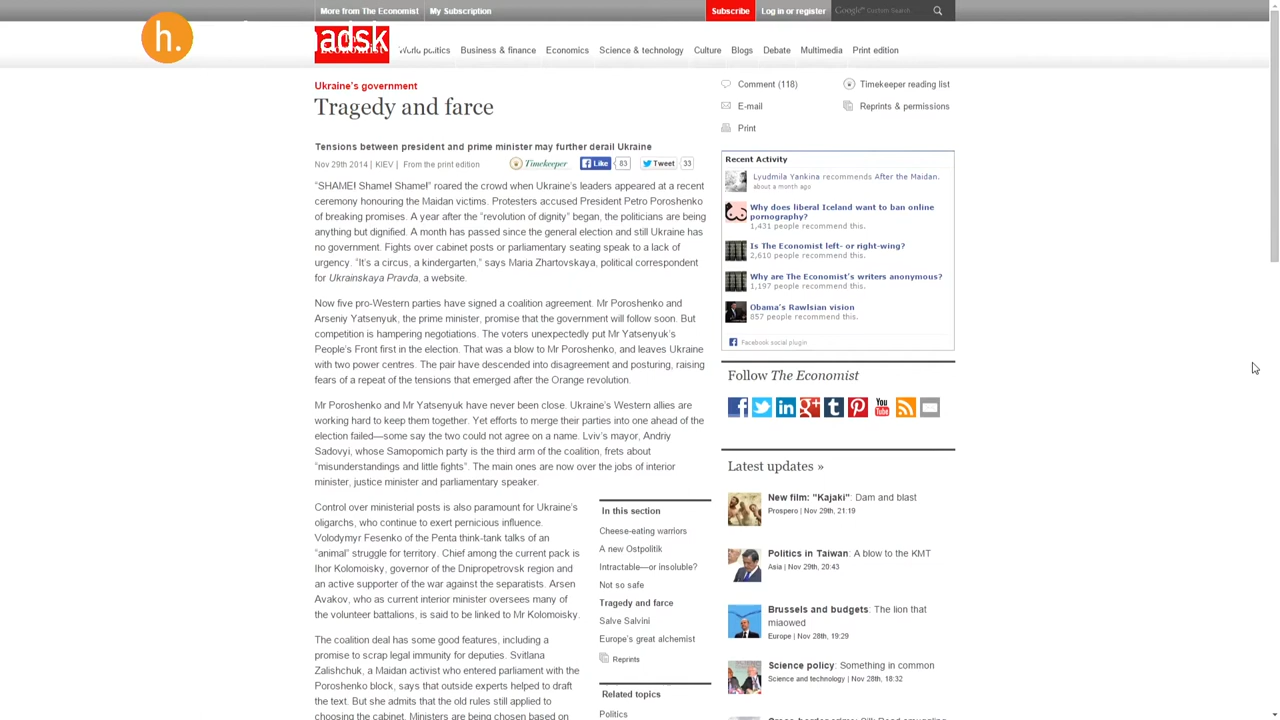 More from The Economist
My Subscription
Subscribe
Log in or register
Google Custom Search
h.
adsk
World politics
Business & finance
Economics
Science & technology
Culture
Blogs
Debate
Multimedia
Print edition
Ukraine's government
Tragedy and farce
Tensions between president and prime minister may further derail Ukraine
Nov 29th 2014 | KIEV | From the print edition
Timekeeper
Like
83
Tweet
33
"SHAME! Shame! Shame!" roared the crowd when Ukraine's leaders appeared at a recent
ceremony honouring the Maidan victims. Protesters accused President Petro Poroshenko
of breaking promises. A year after the "revolution of dignity" began, the politicians are being
anything but dignified. A month has passed since the general election and still Ukraine has
no government. Fights over cabinet posts or parliamentary seating speak to a lack of
urgency. "It's a circus, a kindergarten," says Maria Zhartovskaya, political correspondent
for Ukrainskaya Pravda, a website.
Now five pro-Western parties have signed a coalition agreement. Mr Poroshenko and
Arseniy Yatsenyuk, the prime minister, promise that the government will follow soon. But
competition is hampering negotiations. The voters unexpectedly put Mr Yatsenyuk's
People's Front first in the election. That was a blow to Mr Poroshenko, and leaves Ukraine
with two power centres. The pair have descended into disagreement and posturing, raising
fears of a repeat of the tensions that emerged after the Orange revolution.
Mr Poroshenko and Mr Yatsenyuk have never been close. Ukraine's Western allies are
working hard to keep them together. Yet efforts to merge their parties into one ahead of the
election failed—some say the two could not agree on a name. Lviv's mayor, Andriy
Sadovyi, whose Samopomich party is the third arm of the coalition, frets about
"misunderstandings and little fights". The main ones are now over the jobs of interior
minister, justice minister and parliamentary speaker.
Control over ministerial posts is also paramount for Ukraine's
oligarchs, who continue to exert pernicious influence.
Volodymyr Fesenko of the Penta think-tank talks of an
"animal" struggle for territory. Chief among the current pack is
Ihor Kolomoisky, governor of the Dnipropetrovsk region and
an active supporter of the war against the separatists. Arsen
Avakov, who as current interior minister oversees many of
the volunteer battalions, is said to be linked to Mr Kolomoisky.
The coalition deal has some good features, including a
promise to scrap legal immunity for deputies. Svitlana
Zalishchuk, a Maidan activist who entered parliament with the
Poroshenko block, says that outside experts helped to draft
the text. But she admits that the old rules still applied to
choosing the cabinet. Ministers are being chosen based on
In this section
Cheese-eating warriors
A new Ostpolitik
Intractable—or insoluble?
Not so safe
Tragedy and farce
Salve Salvini
Europe's great alchemist
Reprints
Related topics
Politics
Comment (118)
Timekeeper reading list
E-mail
Reprints & permissions
Print
Recent Activity
Lyudmila Yankina recommends After the Maidan.
about a month ago
Why does liberal Iceland want to ban online
pornography?
1,431 people recommend this.
Is The Economist left- or right-wing?
2,610 people recommend this.
Why are The Economist's writers anonymous?
1,197 people recommend this.
Obama's Rawlsian vision
857 people recommend this.
Facebook social plugin
Follow The Economist
You
Tube
Latest updates »
New film: "Kajaki": Dam and blast
Prospero | Nov 29th, 21:19
Politics in Taiwan: A blow to the KMT
Asia | Nov 29th, 20:43
Brussels and budgets: The lion that
miaowed
Europe | Nov 28th, 19:29
Science policy: Something in common
Science and technology | Nov 28th, 18:32